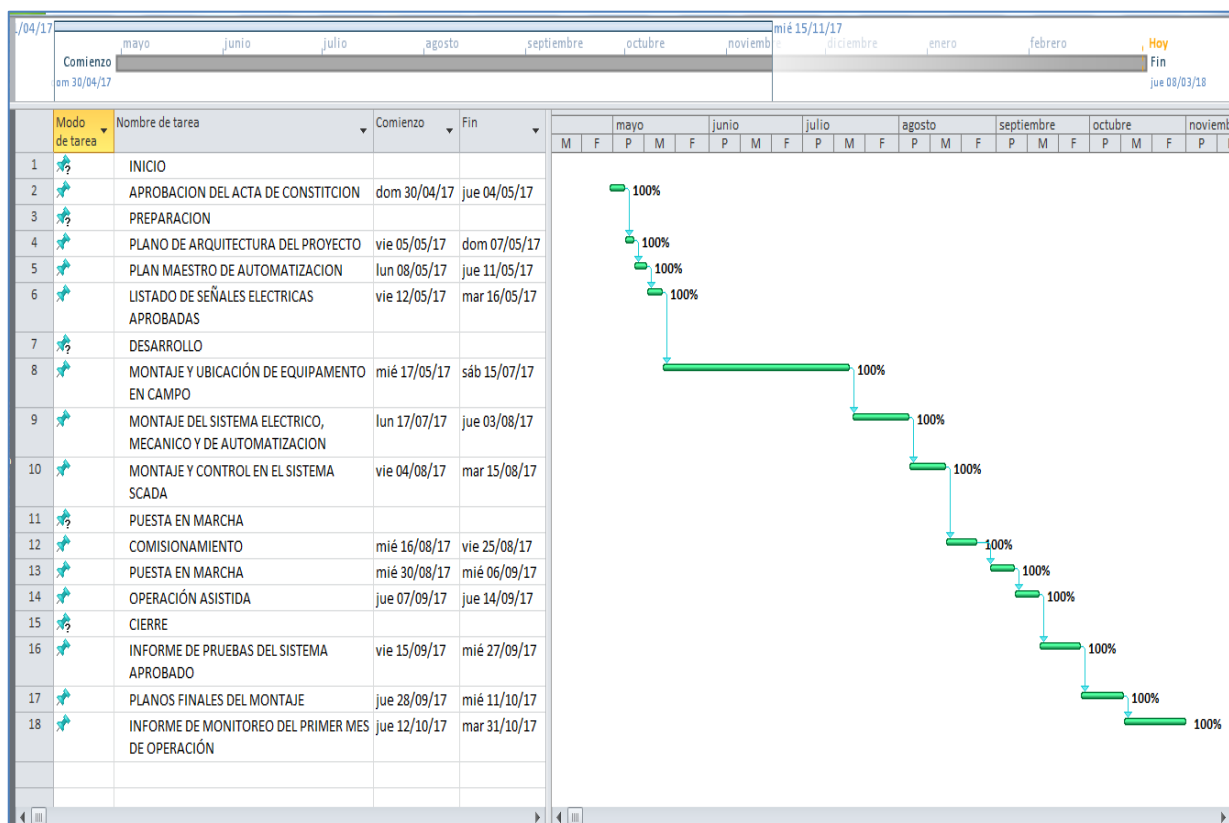 /04/17
mié 15/11/17
mayo junio julio agosto septiembre octubre noviembre diciembre enero febrero Hoy
Comienzo Fin
dom 30/04/17 jue 08/03/18
Modo de tarea Nombre de tarea Comienzo Fin
mayo junio julio agosto septiembre octubre noviemb
M F P M F P M F P M F P M F P M F P M F P
1 INICIO
2 APROBACION DEL ACTA DE CONSTITCION dom 30/04/17 jue 04/05/17 100%
3 PREPARACION
4 PLANO DE ARQUITECTURA DEL PROYECTO vie 05/05/17 dom 07/05/17 100%
5 PLAN MAESTRO DE AUTOMATIZACION lun 08/05/17 jue 11/05/17 100%
6 LISTADO DE SEÑALES ELECTRICAS vie 12/05/17 mar 16/05/17 100%
APROBADAS
7 DESARROLLO
8 MONTAJE Y UBICACIÓN DE EQUIPAMENTO mié 17/05/17 sáb 15/07/17 100%
EN CAMPO
9 MONTAJE DEL SISTEMA ELECTRICO, lun 17/07/17 jue 03/08/17 100%
MECANICO Y DE AUTOMATIZACION
10 MONTAJE Y CONTROL EN EL SISTEMA vie 04/08/17 mar 15/08/17 100%
SCADA
11 PUESTA EN MARCHA
12 COMISIONAMIENTO mié 16/08/17 vie 25/08/17 100%
13 PUESTA EN MARCHA mié 30/08/17 mié 06/09/17 100%
14 OPERACIÓN ASISTIDA jue 07/09/17 jue 14/09/17 100%
15 CIERRE
16 INFORME DE PRUEBAS DEL SISTEMA vie 15/09/17 mié 27/09/17 100%
APROBADO
17 PLANOS FINALES DEL MONTAJE jue 28/09/17 mié 11/10/17 100%
18 INFORME DE MONITOREO DEL PRIMER MES jue 12/10/17 mar 31/10/17 100%
DE OPERACIÓN